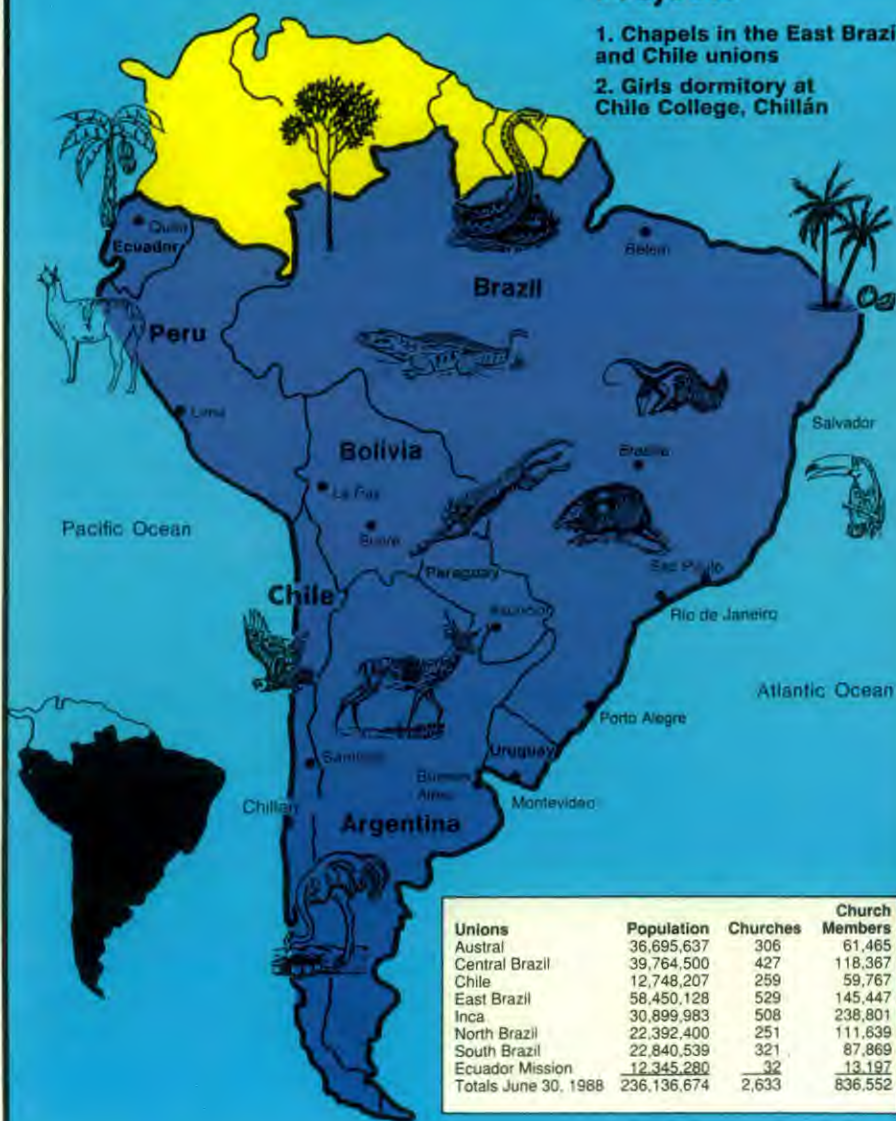 1. Chapels in the East Brazi
and Chile unions
2. Girls dormitory at
Chile College, Chillán
Quito
Ecuador
Belem
Brazil
Peru
Lima
Salvador
Bolivia
Brasilia
La Paz
Pacific Ocean
Sucre
Paraguay
Sao Paulo
Chile
Asuncion
Rio de Janeiro
Atlantic Ocean
Porto Alegre
Santiago
Uruguay
Buenos
Aires
Montevideo
Chillan
Argentina
Unions Population Churches Church Members
Austral 36,695,637 306 61,465
Central Brazil 39,764,500 427 118,367
Chile 12,748,207 259 59,767
East Brazil 58,450,128 529 145,447
Inca 30,899,983 508 238,801
North Brazil 22,392,400 251 111,639
South Brazil 22,840,539 321 87,869
Ecuador Mission 12,345,280 32 13,197
Totals June 30, 1988 236,136,674 2,633 836,552